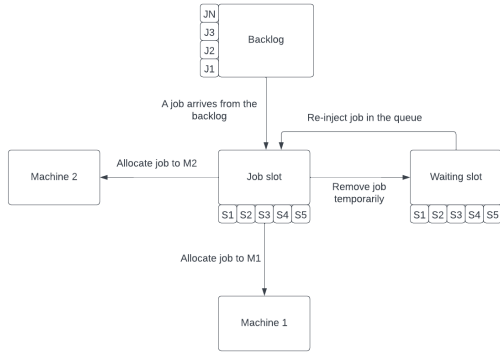 JN
J3
J2
J1
Backlog
A job arrives from the
backlog
Re-inject job in the queue
Machine 2
Allocate job to M2
Job slot
Remove job
temporarily
Waiting slot
S1 S2 S3 S4 S5
S1 S2 S3 S4 S5
Allocate job to M1
Machine 1